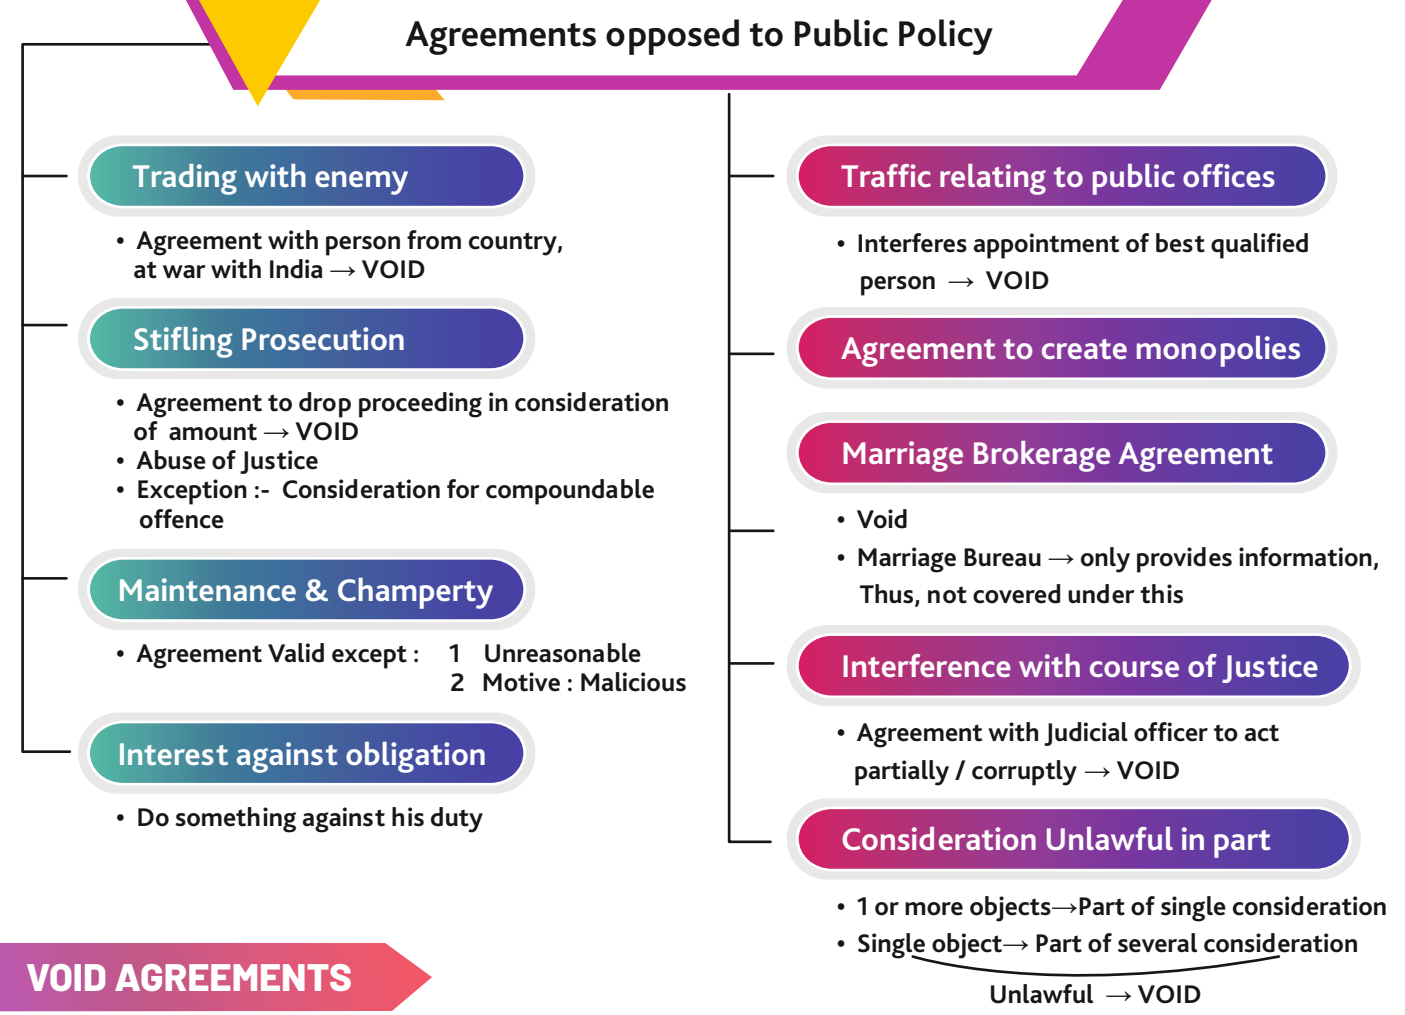 Agreements opposed to Public Policy
Trading with enemy
• Agreement with person from country,
at war with India → VOID
Stifling Prosecution
• Agreement to drop proceeding in consideration
of amount → VOID
• Abuse of Justice
• Exception :- Consideration for compoundable
offence
Maintenance & Champerty
• Agreement Valid except : 1 Unreasonable
2 Motive : Malicious
Interest against obligation
• Do something against his duty
Traffic relating to public offices
• Interferes appointment of best qualified
person → VOID
Agreement to create monopolies
Marriage Brokerage Agreement
• Void
• Marriage Bureau → only provides information,
Thus, not covered under this
Interference with course of Justice
• Agreement with Judicial officer to act
partially / corruptly → VOID
Consideration Unlawful in part
• 1 or more objects→Part of single consideration
• Single object→ Part of several consideration
Unlawful → VOID
VOID AGREEMENTS